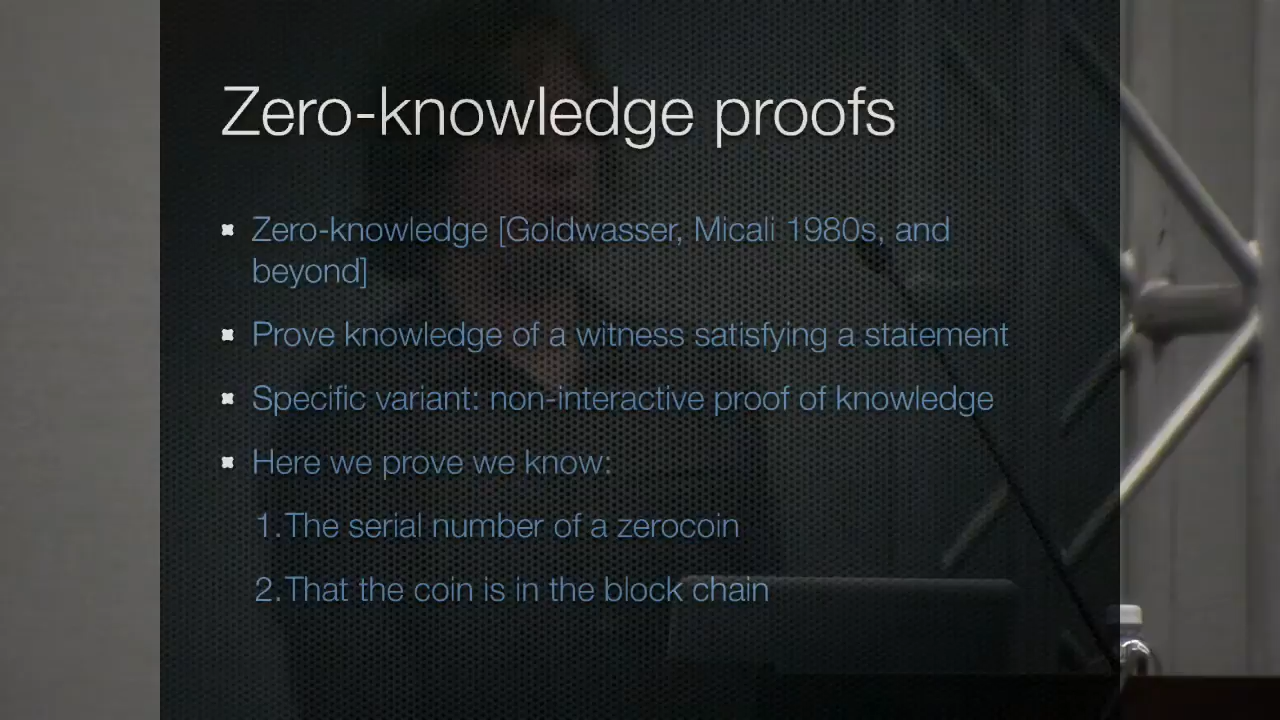 Zero-knowledge proofs
Zero-knowledge [Goldwasser, Micali 1980s, and
beyond]
Prove knowledge of a witness satisfying a statement
Specific variant: non-interactive proof of knowledge
Here we prove we know:
1.The serial number of a zerocoin
2.That the coin is in the block chain